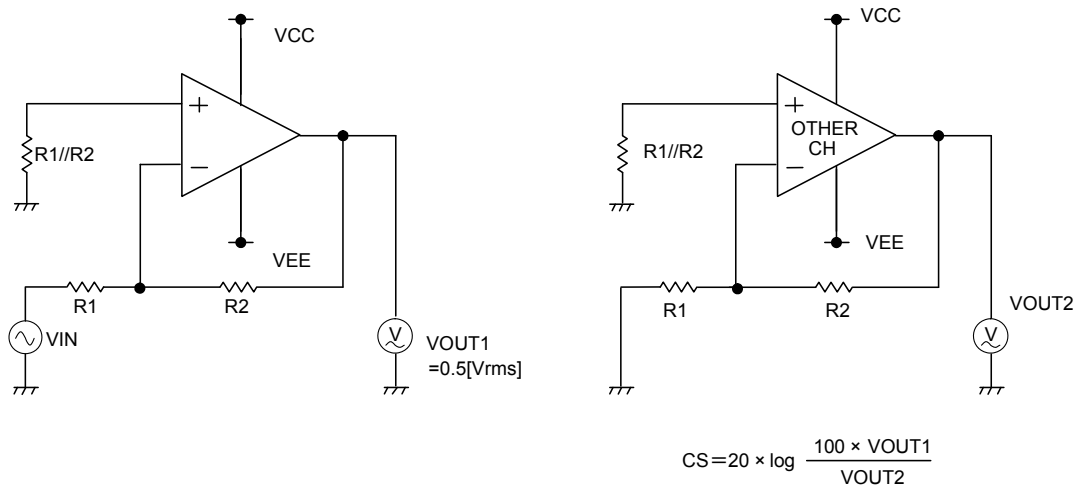 VCC
+
R1//R2
−
VEE
R1
R2
VIN
V
VOUT1
=0.5[Vrms]
VCC
+
OTHER
CH
R1//R2
−
VEE
R1
R2
VOUT2
V
CS=20 × log 100 × VOUT1
VOUT2